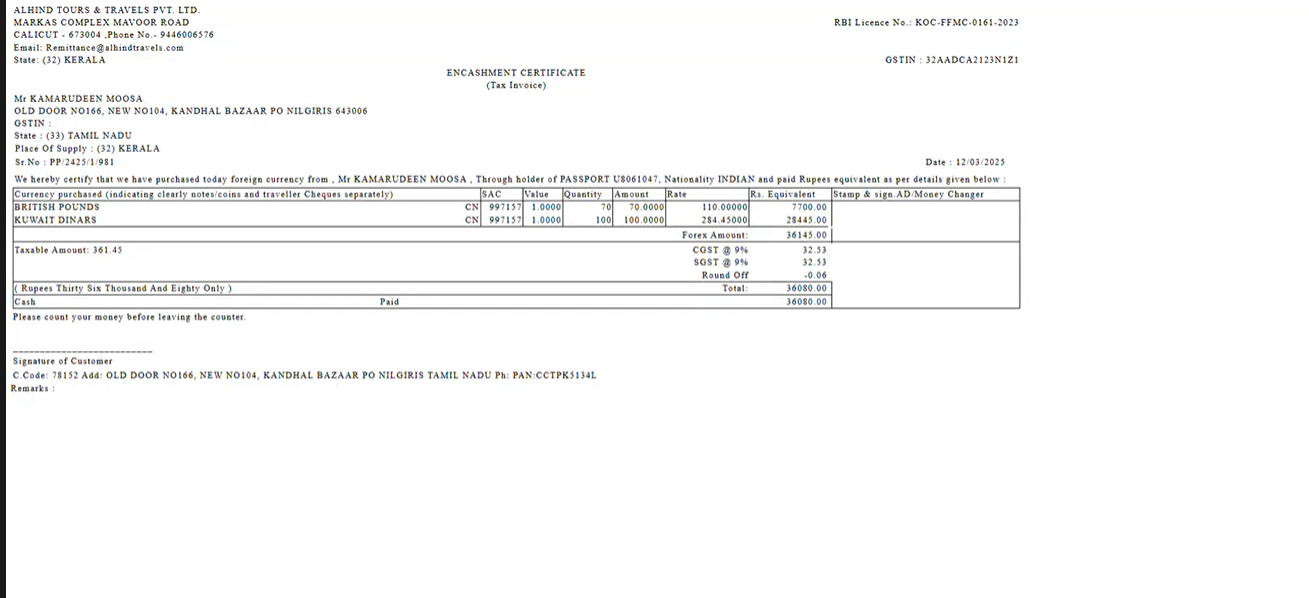 ALHIND TOURS & TRAVELS PVT. LTD.
MARKAS COMPLEX MAVOOR ROAD
RBI Licence No.: KOC-FFMC-0161-2023
CALICUT - 673004 ,Phone No.- 9446006576
Email: Remittance@alhindtravels.com
State: (32) KERALA
GSTIN : 32AADCA2123N1Z1
ENCASHMENT CERTIFICATE
(Tax Invoice)
Mr KAMARUDEEN MOOSA
OLD DOOR NO166, NEW NO104, KANDHAL BAZAAR PO NILGIRIS 643006
GSTIN :
State : (33) TAMIL NADU
Place Of Supply : (32) KERALA
Sr.No : PP/2425/1/981
Date : 12/03/2025
We hereby certify that we have purchased today foreign currency from , Mr KAMARUDEEN MOOSA , Through holder of PASSPORT U8061047, Nationality INDIAN and paid Rupees equivalent as per details given below :
Currency purchased (indicating clearly notes/coins and traveller Cheques separately) SAC Value Quantity Amount Rate Rs. Equivalent Stamp & sign.AD/Money Changer
BRITISH POUNDS CN 997157 1.0000 70 70.0000 110.00000 7700.00
KUWAIT DINARS CN 997157 1.0000 100 100.0000 284.45000 28445.00
Forex Amount: 36145.00
Taxable Amount: 361.45 CGST @ 9% 32.53
SGST @ 9% 32.53
Round Off -0.06
( Rupees Thirty Six Thousand And Eighty Only ) Total: 36080.00
Cash Paid 36080.00
Please count your money before leaving the counter.
Signature of Customer
C.Code: 78152 Add: OLD DOOR NO166, NEW NO104, KANDHAL BAZAAR PO NILGIRIS TAMIL NADU Ph: PAN:CCTPK5134L
Remarks :